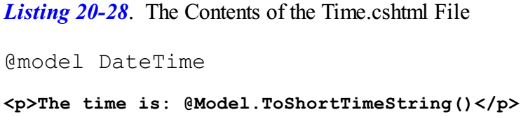 Listing 20-28. The Contents of the Time.cshtml File
@model DateTime
<p>The time is: @Model.ToShortTimeString()</p>